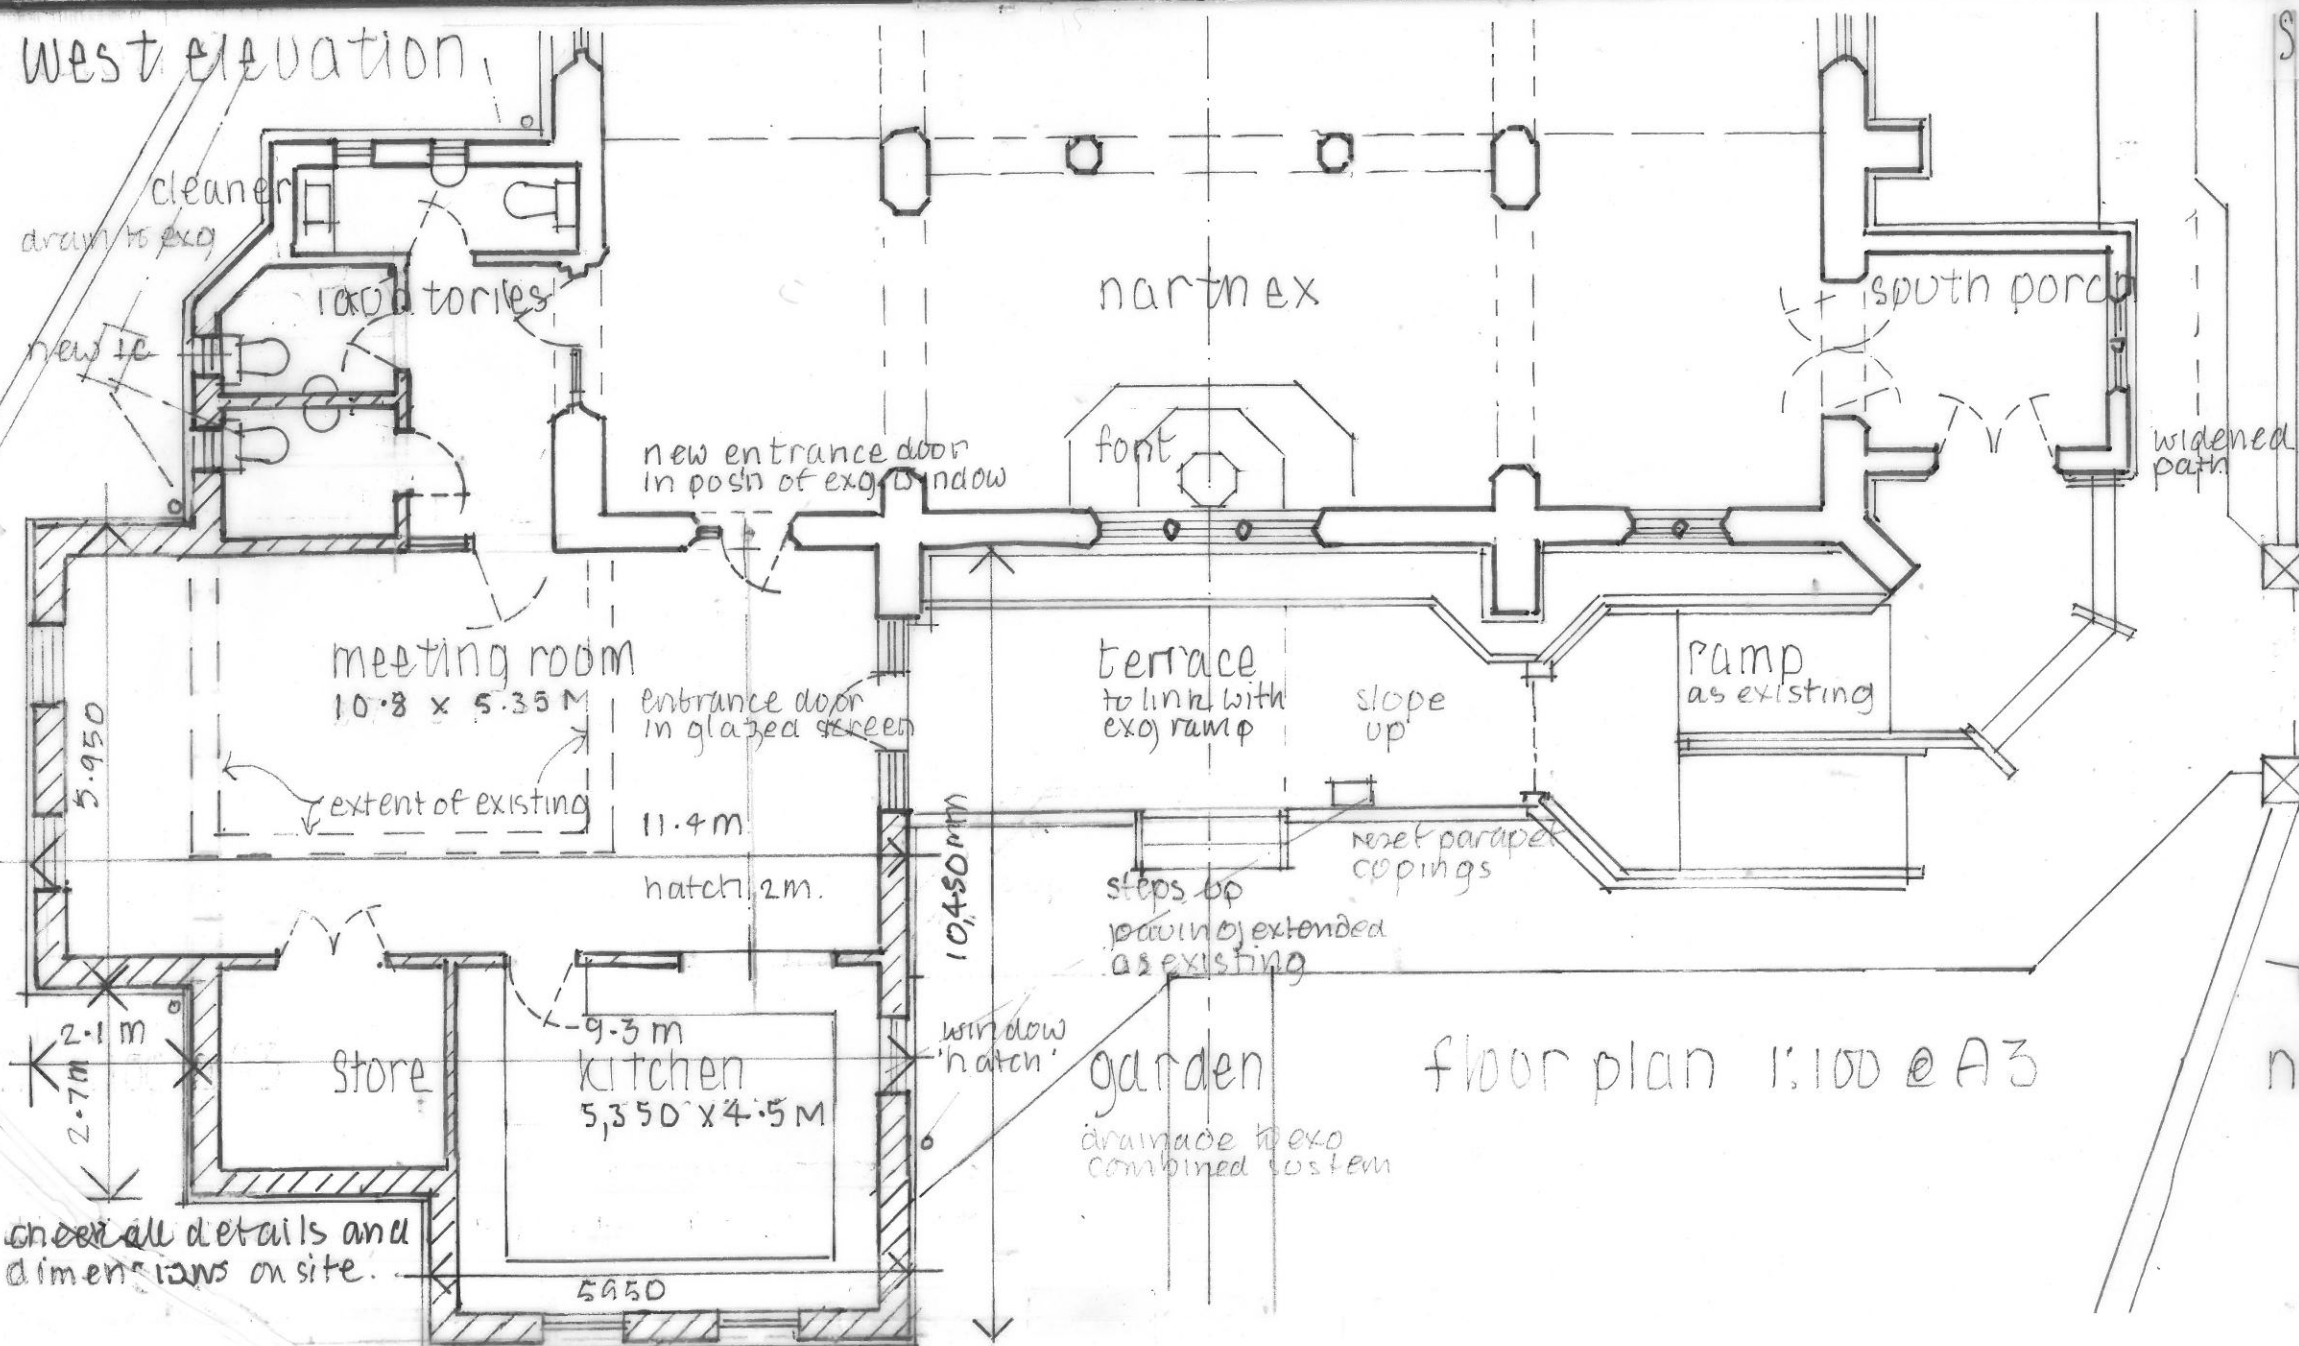 west elevation
S
cleaner
drain to exg
lavatories
narthex
south porch
new IC
new entrance door
in posn of exg window
font
widened
path
meeting room
10.8 x 5.35 M
entrance door
in glazed screen
terrace
to link with
exg ramp
slope
up
ramp
as existing
5.950
extent of existing
11.4 m
hatch 2m.
10,450mm
reset parapet
copings
steps up
paving extended
as existing
2.1 m
2.7m
store
9.3 m
kitchen
5,350 x 4.5 M
window
'hatch'
garden
floor plan 1:100 @ A3
n
drainage to exg
combined system
check all details and
dimensions on site.
5950